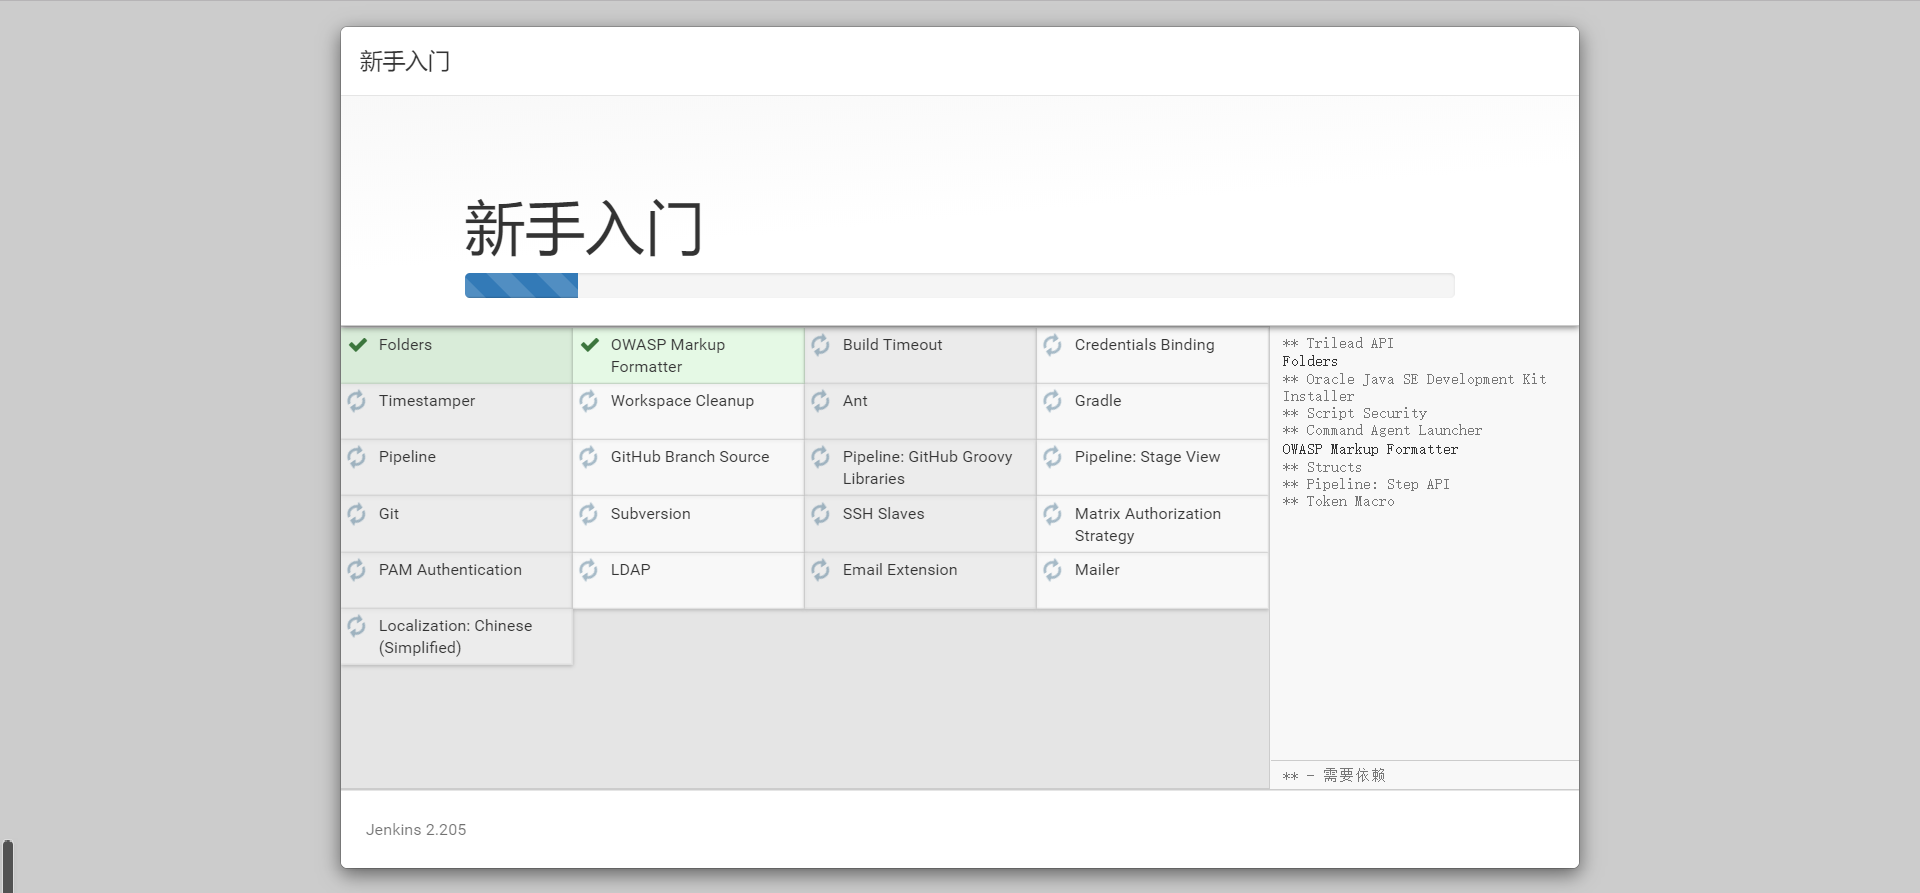 新手入门
新手入门
Folders
OWASP Markup
Formatter
Build Timeout
Credentials Binding
Timestamper
Workspace Cleanup
Ant
Gradle
Pipeline
GitHub Branch Source
Pipeline: GitHub Groovy
Libraries
Pipeline: Stage View
Git
Subversion
SSH Slaves
Matrix Authorization
Strategy
PAM Authentication
LDAP
Email Extension
Mailer
Localization: Chinese
(Simplified)
** Trilead API
Folders
** Oracle Java SE Development Kit
Installer
** Script Security
** Command Agent Launcher
OWASP Markup Formatter
** Structs
** Pipeline: Step API
** Token Macro
** - 需要依赖
Jenkins 2.205